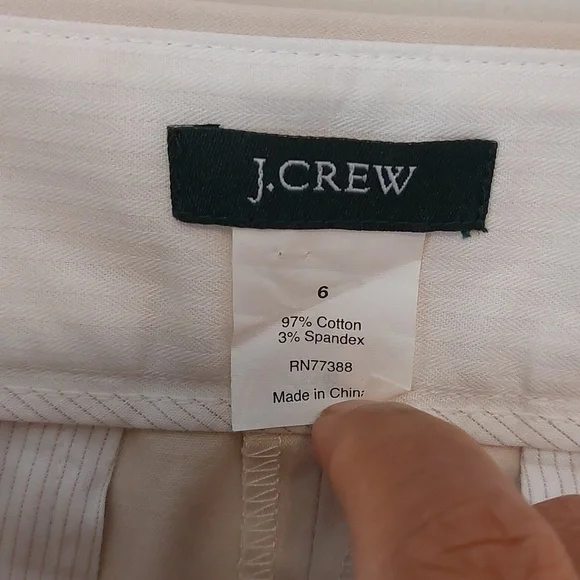 J.CREW
6
97% Cotton
3% Spandex
RN77388
Made in China